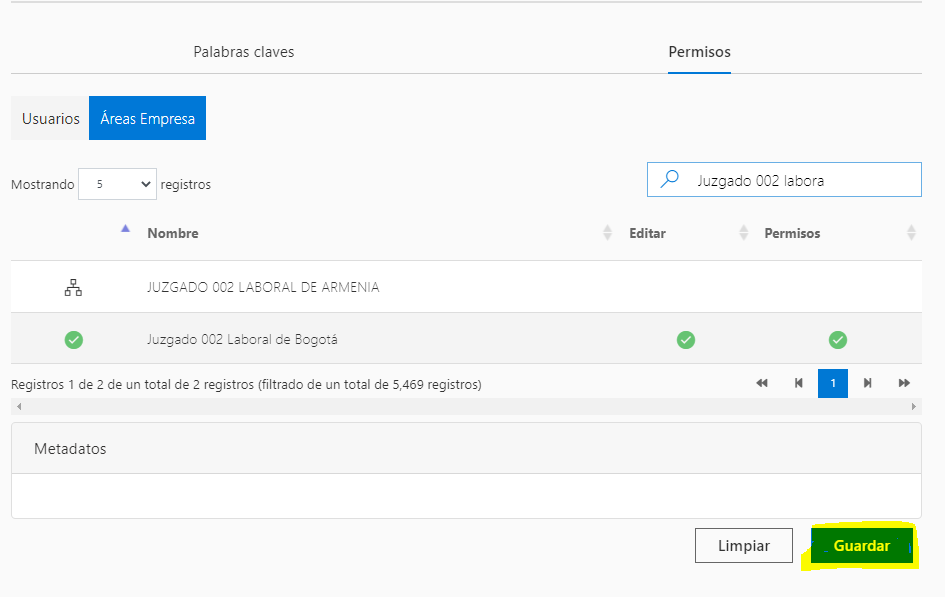 Palabras claves Permisos
Usuarios Áreas Empresa
Mostrando 5 registros Juzgado 002 labora
Nombre Editar Permisos
JUZGADO 002 LABORAL DE ARMENIA
Juzgado 002 Laboral de Bogotá
Registros 1 de 2 de un total de 2 registros (filtrado de un total de 5,469 registros) 1
Metadatos
Limpiar Guardar